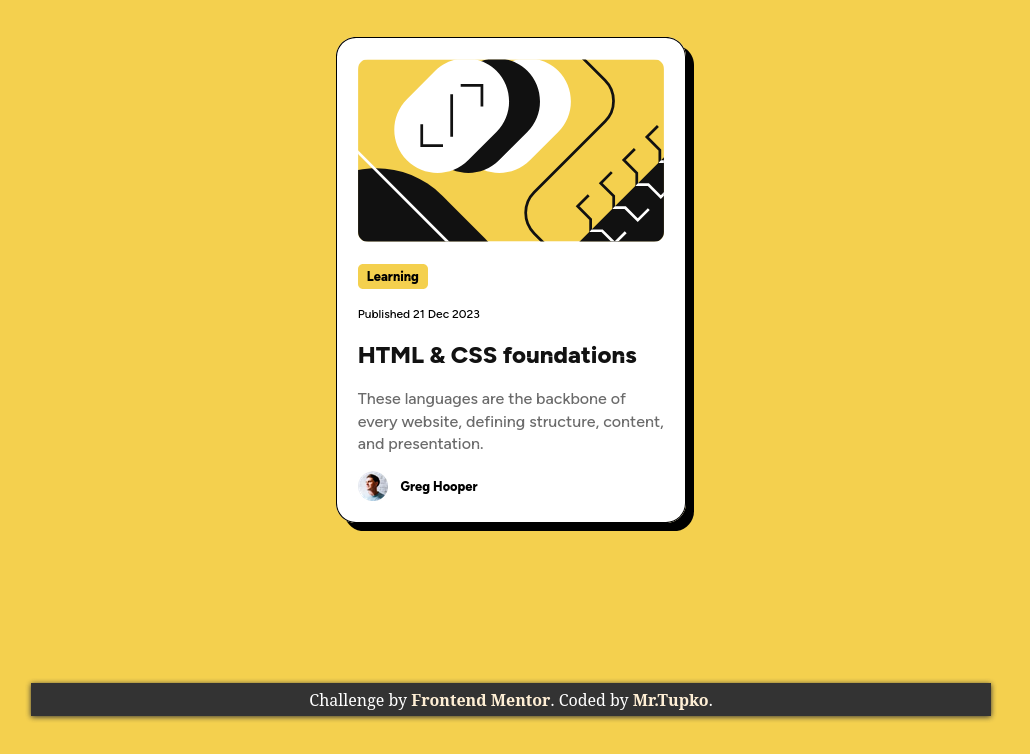 Learning
Published 21 Dec 2023
HTML & CSS foundations
These languages are the backbone of
every website, defining structure, content,
and presentation.
Greg Hooper
Challenge by Frontend Mentor. Coded by Mr.Tupko.